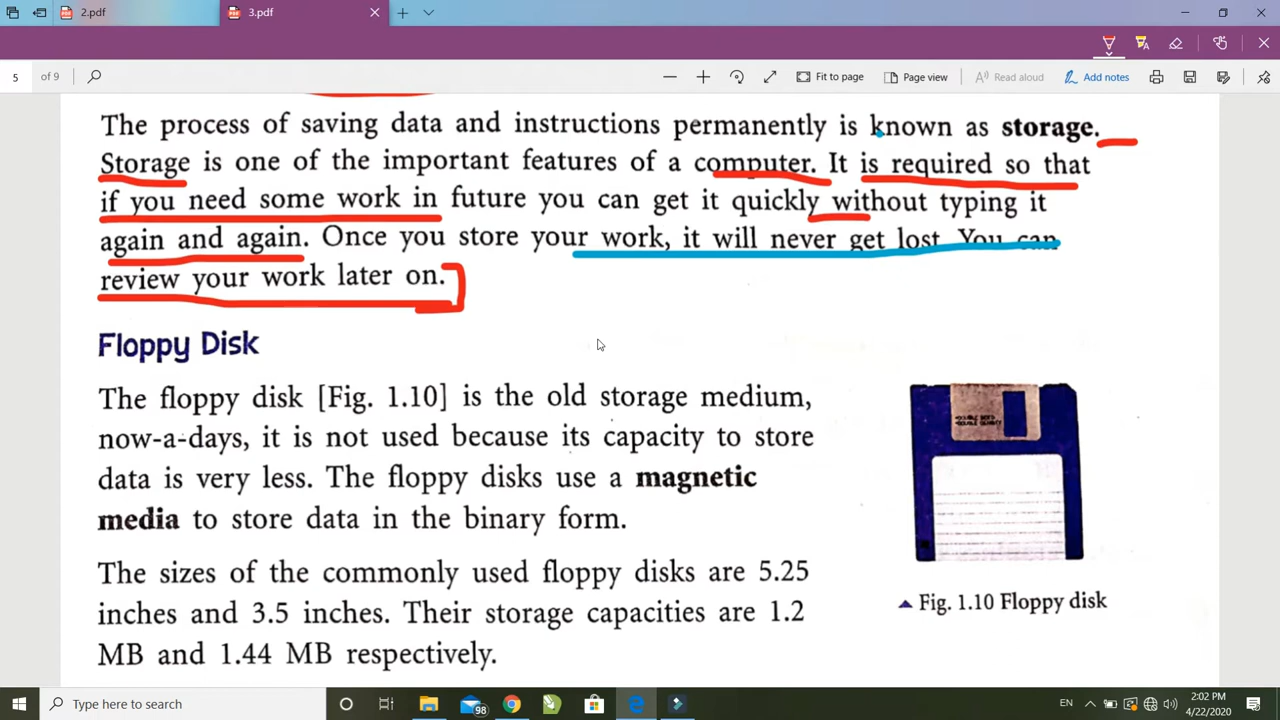 2.pdf
3.pdf
5 of 9
Fit to page
Page view
Read aloud
Add notes
The process of saving data and instructions permanently is known as storage.
Storage is one of the important features of a computer. It is required so that
if you need some work in future you can get it quickly without typing it
again and again. Once you store your work, it will never get lost. You can
review your work later on.
Floppy Disk
The floppy disk [Fig. 1.10] is the old storage medium,
now-a-days, it is not used because its capacity to store
data is very less. The floppy disks use a magnetic
media to store data in the binary form.
The sizes of the commonly used floppy disks are 5.25
inches and 3.5 inches. Their storage capacities are 1.2
MB and 1.44 MB respectively.
Fig. 1.10 Floppy disk
Type here to search
98
EN
2:02 PM
4/22/2020